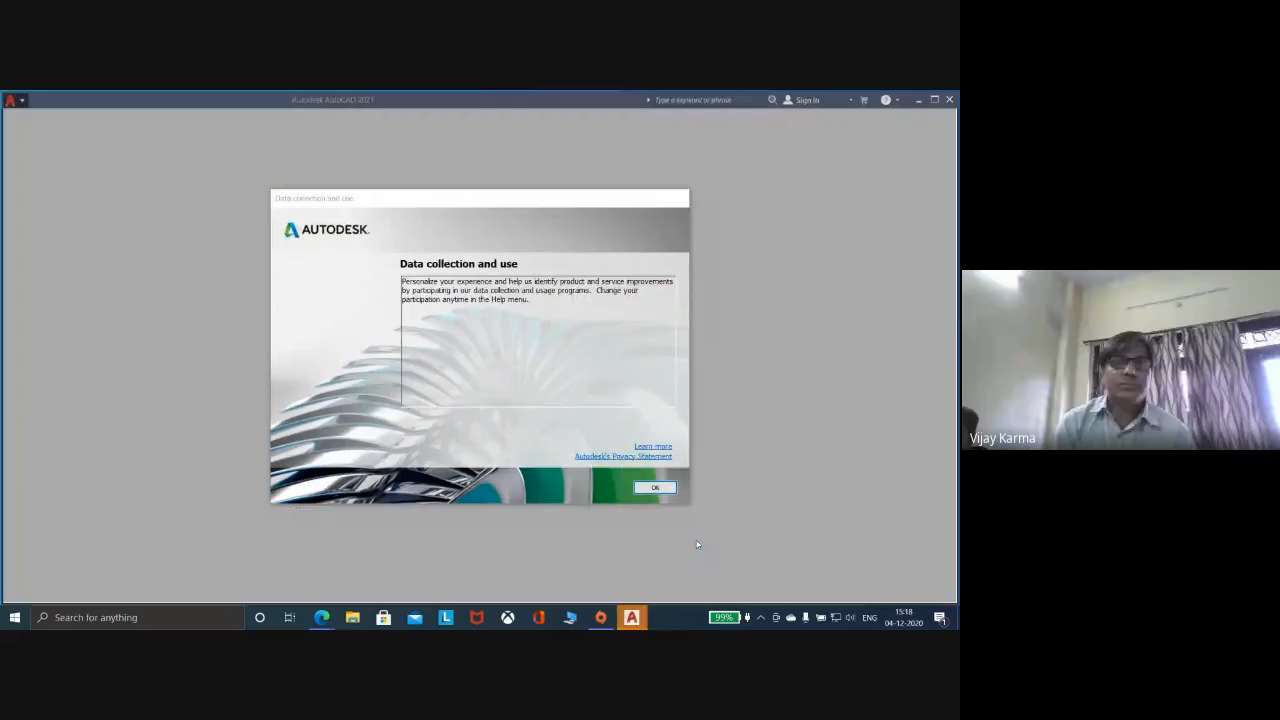 Autodesk AutoCAD 2021
Type a keyword or phrase
Sign In
Data collection and use
AUTODESK.
Data collection and use
Personalize your experience and help us identify product and service improvements
by participating in our data collection and usage programs. Change your
participation anytime in the Help menu.
Learn more
Autodesk's Privacy Statement
OK
Vijay Karma
Search for anything
99%
ENG
15:18
04-12-2020